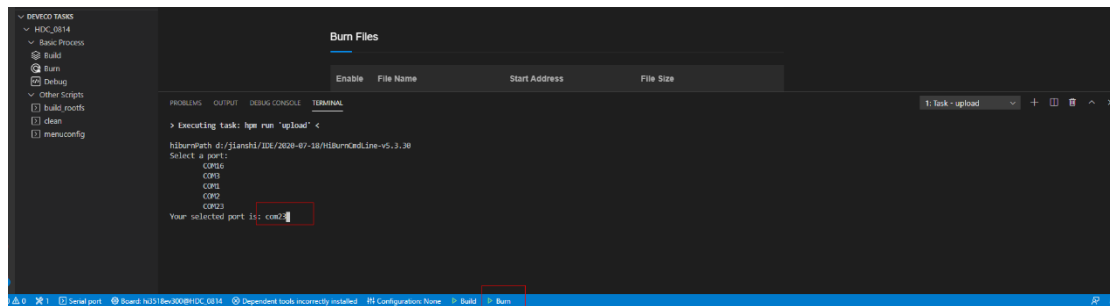 DEVECO TASKS
HDC_0814
Basic Process
Build
Burn
Debug
Other Scripts
build_rootfs
clean
menuconfig
Burn Files
Enable File Name Start Address File Size
PROBLEMS OUTPUT DEBUG CONSOLE TERMINAL 1: Task - upload
> Executing task: hpm run 'upload' <
hiburnPath d:/jianshi/IDE/2020-07-18/HiBurnCmdLine-v5.3.30
Select a port:
COM16
COM3
COM1
COM2
COM23
Your selected port is: com23
0 1 Serial port Board: hi3518ev300@HDC_0814 Dependent tools incorrectly installed Configuration: None Build Burn